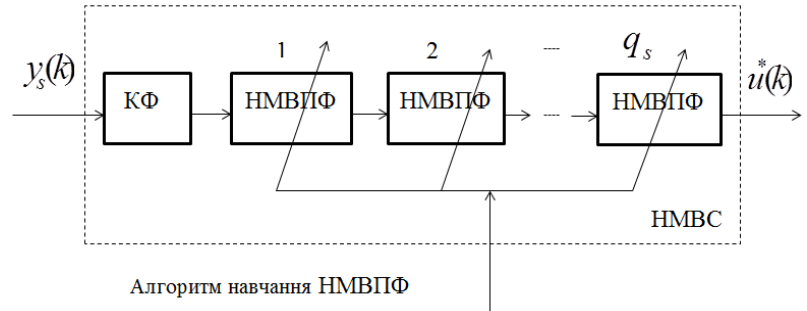 1 2 ---- q_s
y_s(k) КФ НМВПФ НМВПФ ---- НМВПФ u*(k)
НМВС
Алгоритм навчання НМВПФ